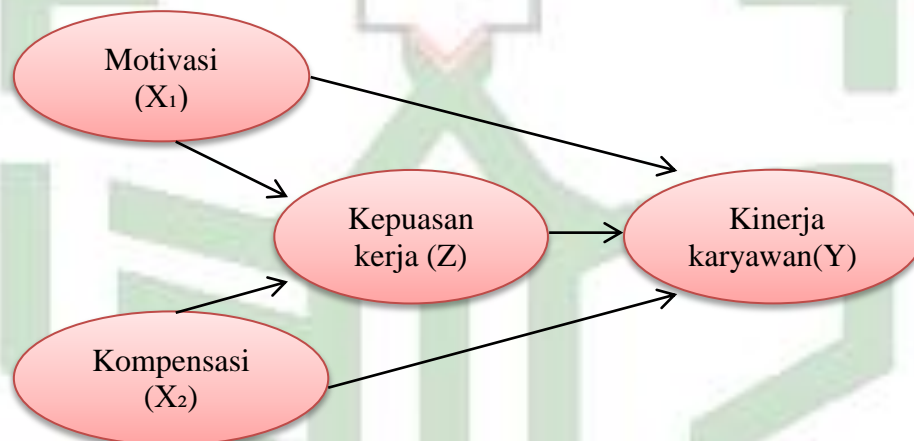 Motivasi
(X₁)
Kepuasan
kerja (Z)
Kinerja
karyawan(Y)
Kompensasi
(X₂)